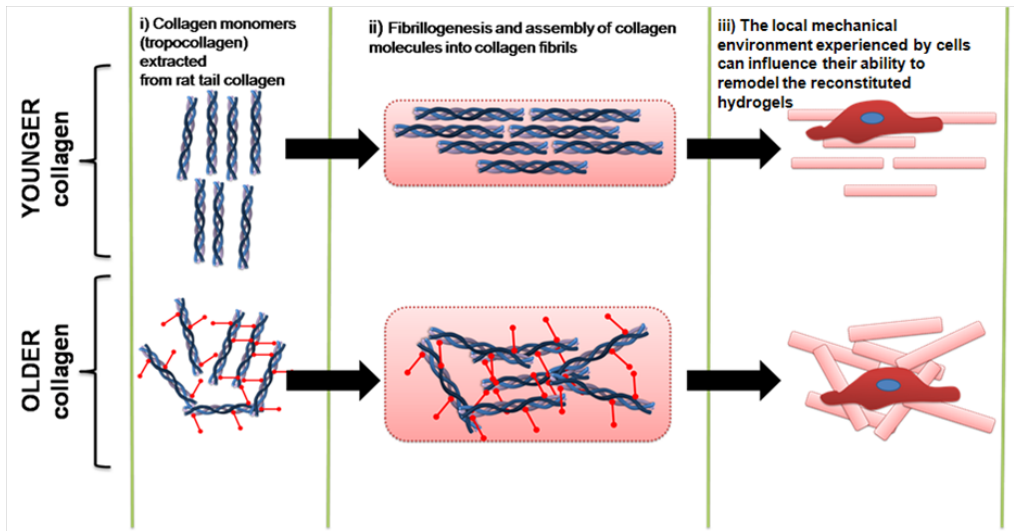 i) Collagen monomers
(tropocollagen)
extracted
from rat tail collagen
ii) Fibrillogenesis and assembly of collagen
molecules into collagen fibrils
iii) The local mechanical
environment experienced by cells
can influence their ability to
remodel the reconstituted
hydrogels
YOUNGER
collagen
OLDER
collagen